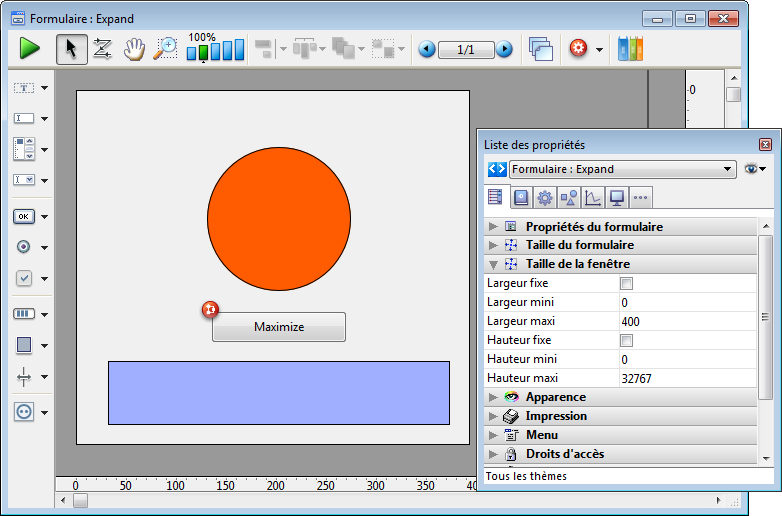 Formulaire : Expand
100%
1/1
0
T
OK
Maximize
0 50 100 150 200 250 300 350 40
Liste des propriétés
Formulaire : Expand
Propriétés du formulaire
Taille du formulaire
Taille de la fenêtre
Largeur fixe
Largeur mini 0
Largeur maxi 400
Hauteur fixe
Hauteur mini 0
Hauteur maxi 32767
Apparence
Impression
Menu
Droits d'accès
Tous les thèmes